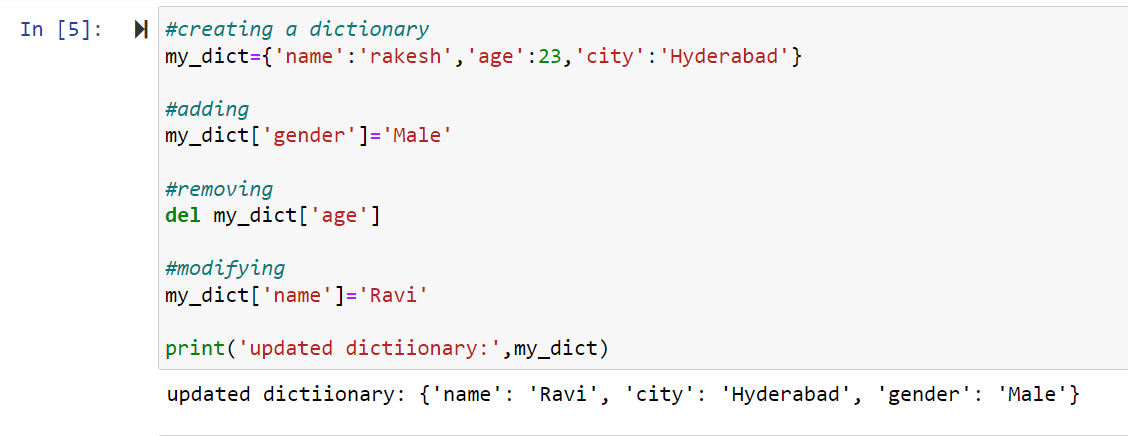 In [5]:
#creating a dictionary
my_dict={'name':'rakesh','age':23,'city':'Hyderabad'}
#adding
my_dict['gender']='Male'
#removing
del my_dict['age']
#modifying
my_dict['name']='Ravi'
print('updated dictiionary:',my_dict)
updated dictiionary: {'name': 'Ravi', 'city': 'Hyderabad', 'gender': 'Male'}